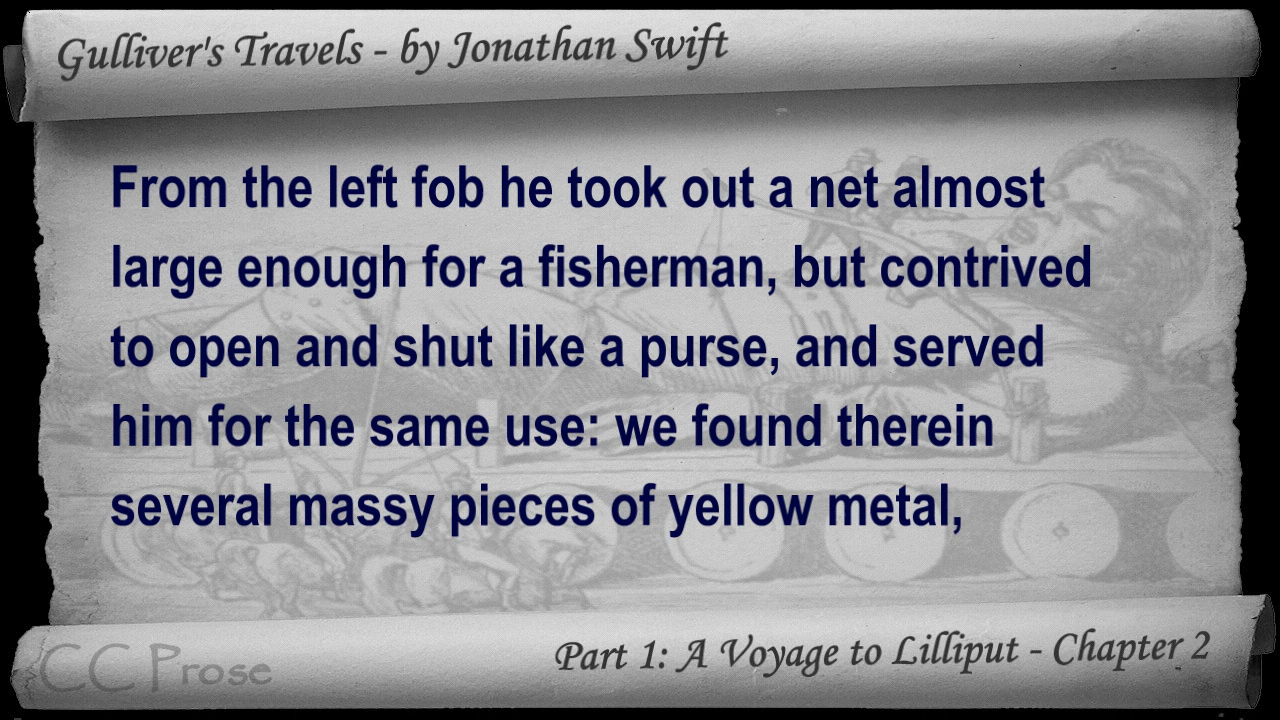 Gulliver's Travels - by Jonathan Swift
From the left fob he took out a net almost
large enough for a fisherman, but contrived
to open and shut like a purse, and served
him for the same use: we found therein
several massy pieces of yellow metal,
Part 1: A Voyage to Lilliput - Chapter 2
CC Prose